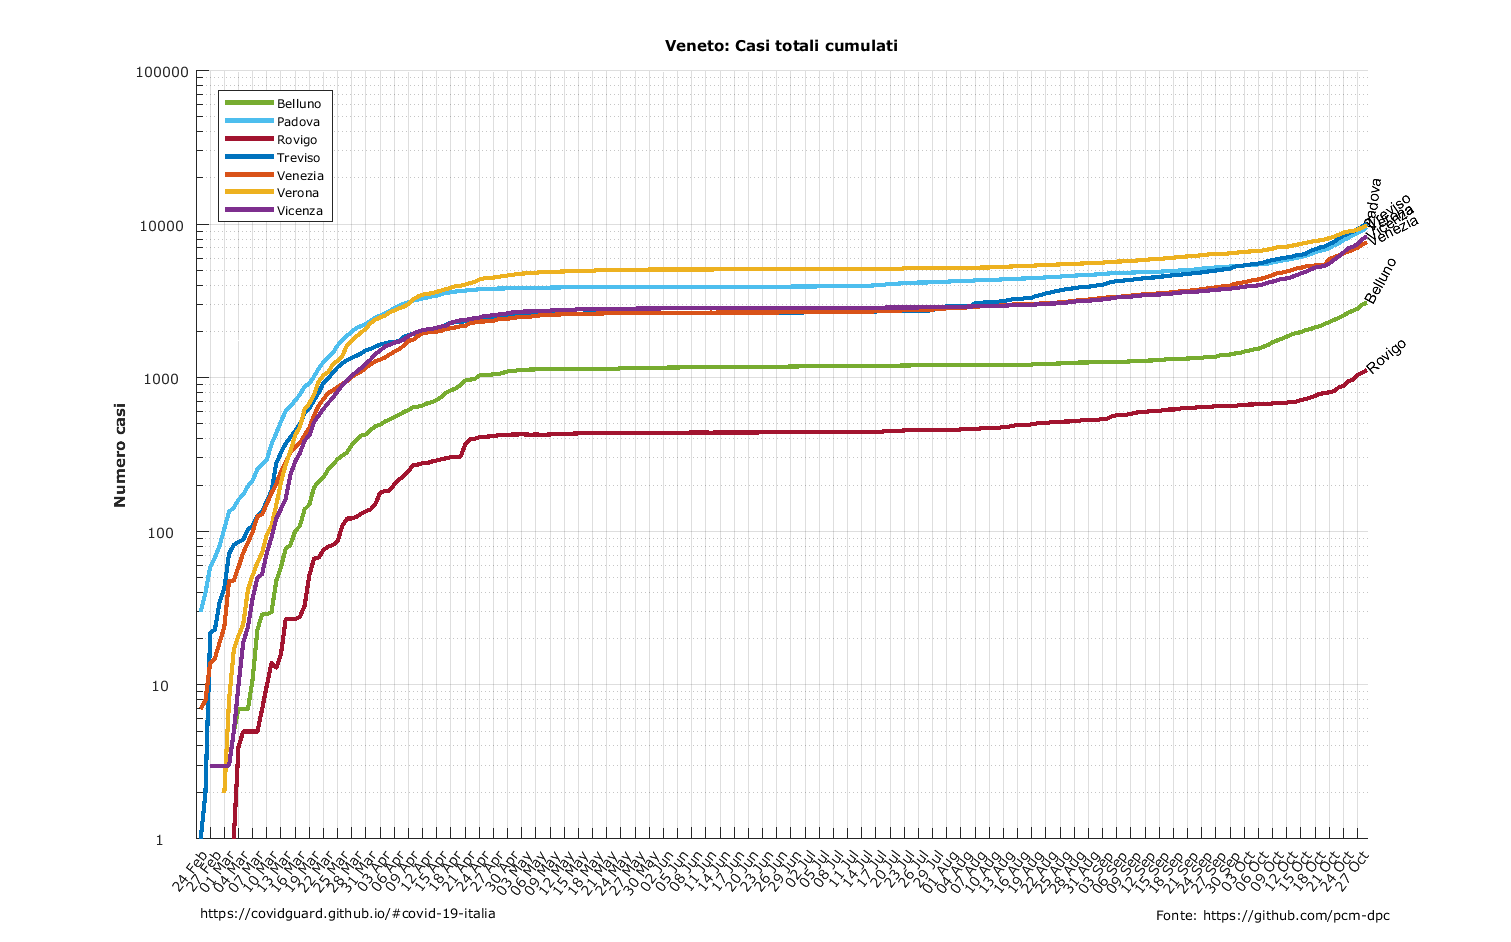 Veneto: Casi totali cumulati
100000
10000
1000
100
10
1
Numero casi
Belluno
Padova
Rovigo
Treviso
Venezia
Verona
Vicenza
Padova
Treviso
Verona
Vicenza
Venezia
Belluno
Rovigo
24 Feb
27 Feb
01 Mar
04 Mar
07 Mar
10 Mar
13 Mar
16 Mar
19 Mar
22 Mar
25 Mar
28 Mar
31 Mar
03 Apr
06 Apr
09 Apr
12 Apr
15 Apr
18 Apr
21 Apr
24 Apr
27 Apr
30 Apr
03 May
06 May
09 May
12 May
15 May
18 May
21 May
24 May
27 May
30 May
02 Jun
05 Jun
08 Jun
11 Jun
14 Jun
17 Jun
20 Jun
23 Jun
26 Jun
29 Jun
02 Jul
05 Jul
08 Jul
11 Jul
14 Jul
17 Jul
20 Jul
23 Jul
26 Jul
29 Jul
01 Aug
04 Aug
07 Aug
10 Aug
13 Aug
16 Aug
19 Aug
22 Aug
25 Aug
28 Aug
31 Aug
03 Sep
06 Sep
09 Sep
12 Sep
15 Sep
18 Sep
21 Sep
24 Sep
27 Sep
30 Sep
03 Oct
06 Oct
09 Oct
12 Oct
15 Oct
18 Oct
21 Oct
24 Oct
27 Oct
https://covidguard.github.io/#covid-19-italia
Fonte: https://github.com/pcm-dpc